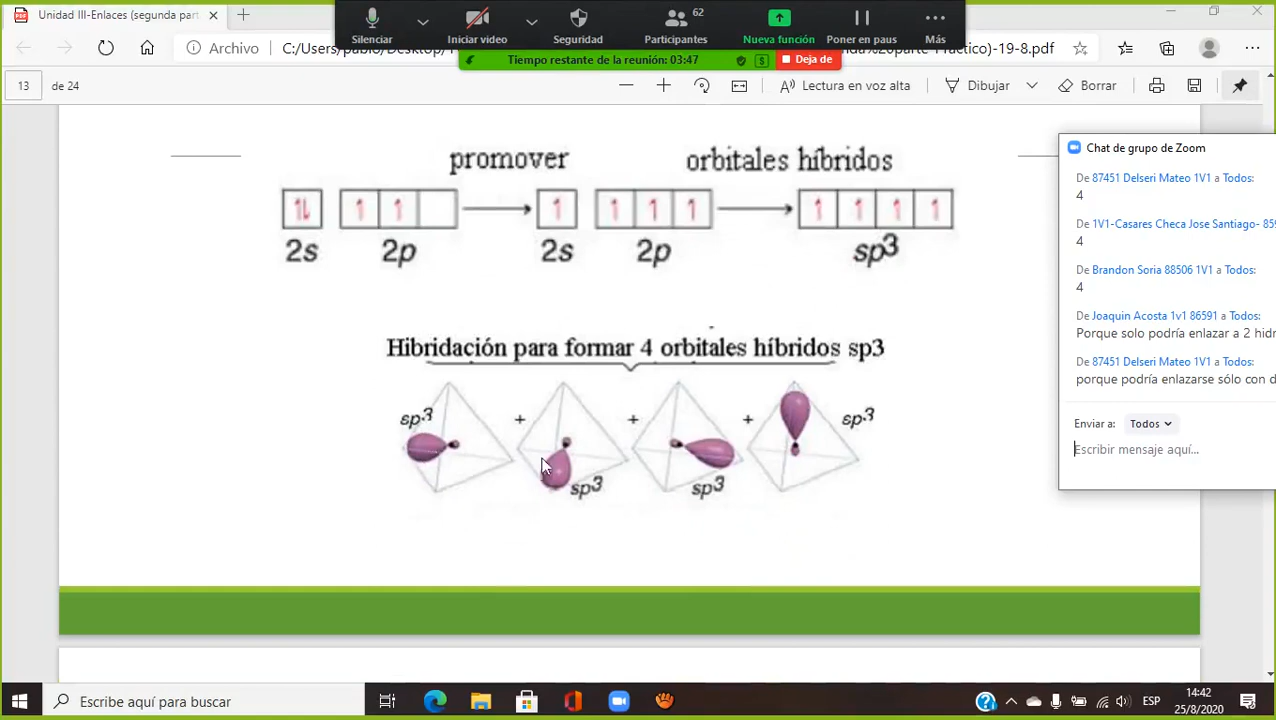 Unidad III-Enlaces (segunda part
Silenciar
Iniciar video
Seguridad
62
Participantes
Nueva función
Poner en paus
Más
Archivo
C:/Users/pablo/Desktop/
20parte-Practico)-19-8.pdf
Tiempo restante de la reunión: 03:47
Deja de
13 de 24
Lectura en voz alta
Dibujar
Borrar
promover
orbitales híbridos
2s 2p 2s 2p sp3
Hibridación para formar 4 orbitales híbridos sp3
sp3 + + + sp3
sp3 sp3
Chat de grupo de Zoom
De 87451 Delseri Mateo 1V1 a Todos:
4
1V1-Casares Checa Jose Santiago-
4
De Brandon Soria 88506 1V1 a Todos:
4
De Joaquin Acosta 1v1 86591 a Todos:
Porque solo podría enlazar a 2 hidr
De 87451 Delseri Mateo 1V1 a Todos:
porque podría enlazarse sólo con d
Enviar a: Todos
Escribir mensaje aquí...
Escribe aquí para buscar
ESP
14:42
25/8/2020